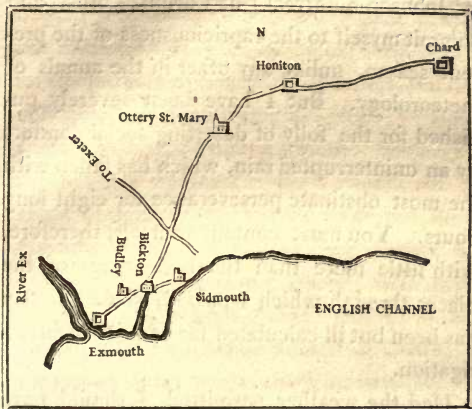 N
Chard
Honiton
Ottery St. Mary
To Exeter
Budley
Bickton
River Ex
Sidmouth
ENGLISH CHANNEL
Exmouth